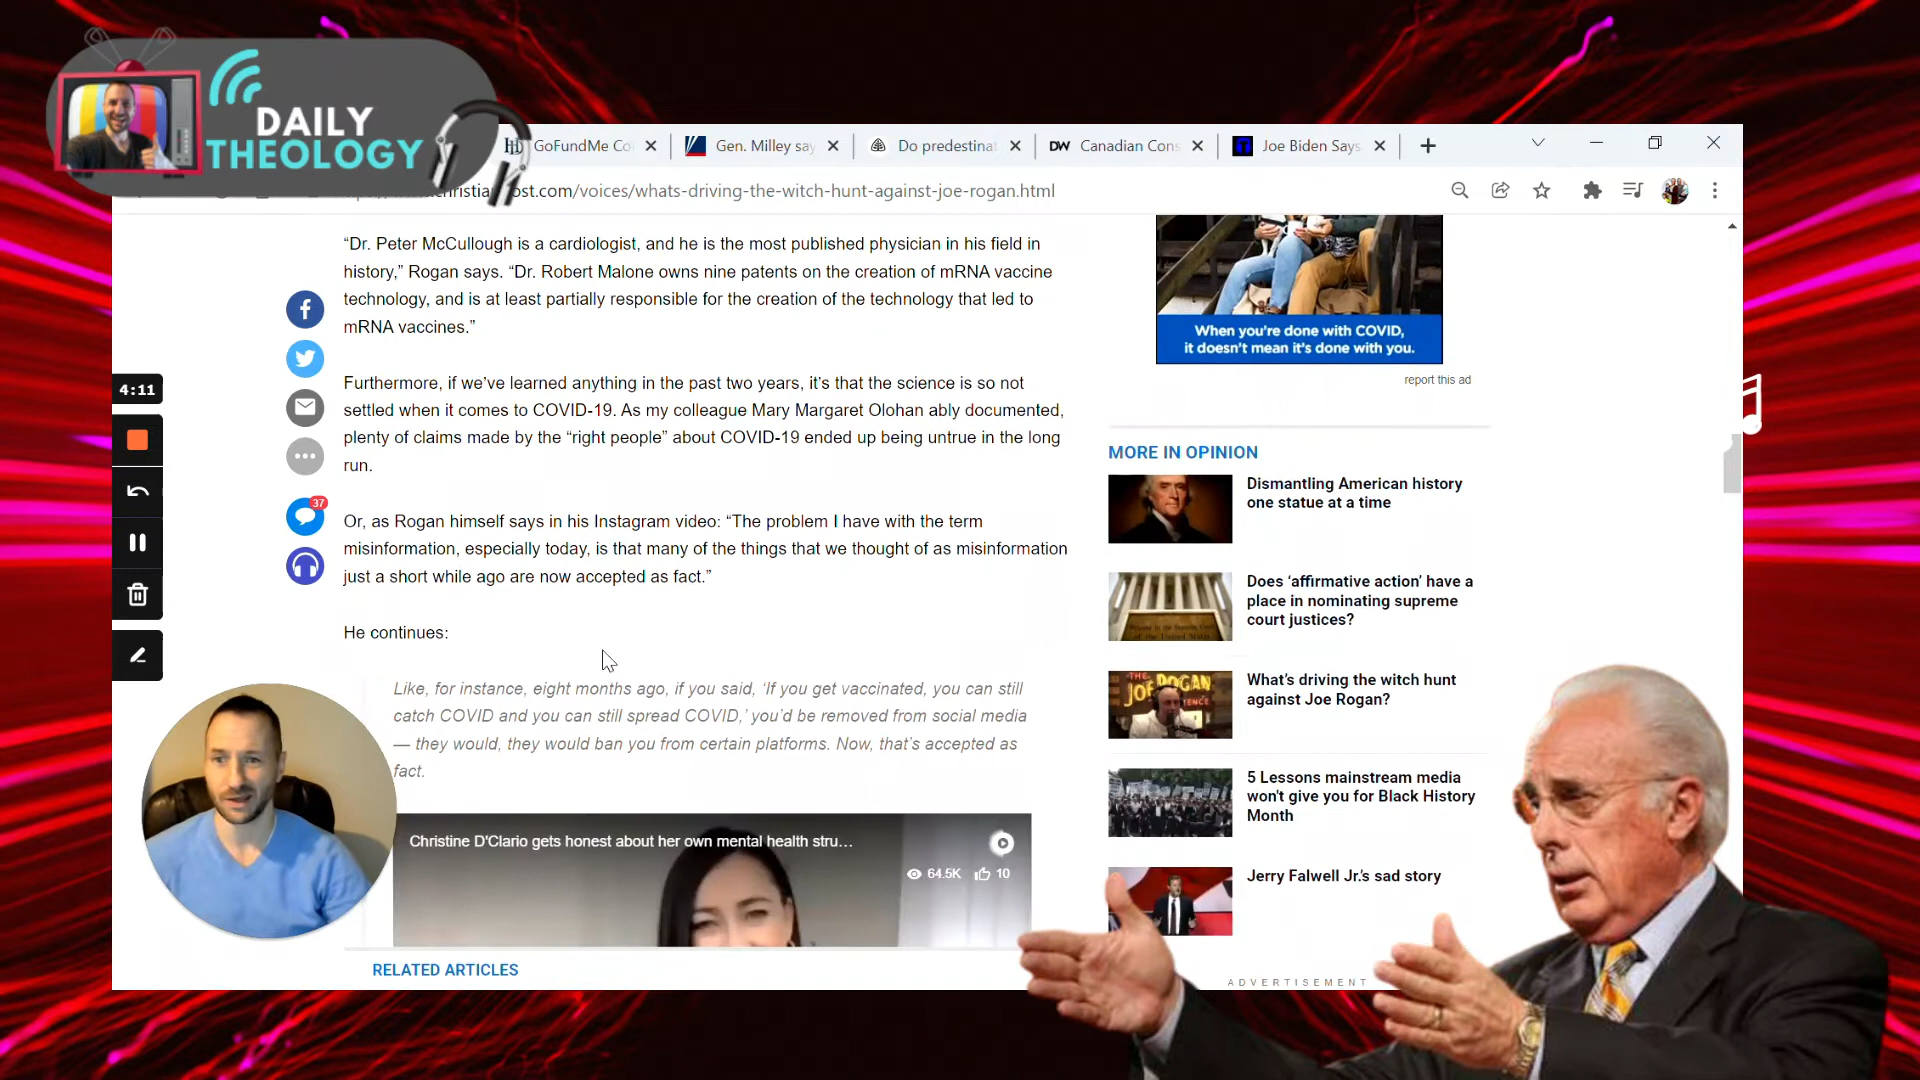 DAILY
THEOLOGY
GoFundMe Co
Gen. Milley say
Do predestinat
DW
Canadian Cons
Joe Biden Says
ost.com/voices/whats-driving-the-witch-hunt-against-joe-rogan.html
“Dr. Peter McCullough is a cardiologist, and he is the most published physician in his field in
history,” Rogan says. “Dr. Robert Malone owns nine patents on the creation of mRNA vaccine
technology, and is at least partially responsible for the creation of the technology that led to
mRNA vaccines.”
Furthermore, if we’ve learned anything in the past two years, it’s that the science is so not
settled when it comes to COVID-19. As my colleague Mary Margaret Olohan ably documented,
plenty of claims made by the “right people” about COVID-19 ended up being untrue in the long
run.
Or, as Rogan himself says in his Instagram video: “The problem I have with the term
misinformation, especially today, is that many of the things that we thought of as misinformation
just a short while ago are now accepted as fact.”
He continues:
Like, for instance, eight months ago, if you said, ‘If you get vaccinated, you can still
catch COVID and you can still spread COVID,’ you’d be removed from social media
— they would, they would ban you from certain platforms. Now, that’s accepted as
fact.
Christine D'Clario gets honest about her own mental health stru…
64.5K
10
RELATED ARTICLES
4:11
37
When you’re done with COVID,
it doesn’t mean it’s done with you.
report this ad
MORE IN OPINION
Dismantling American history
one statue at a time
Does ‘affirmative action’ have a
place in nominating supreme
court justices?
THE
JOE ROGAN
What’s driving the witch hunt
against Joe Rogan?
5 Lessons mainstream media
won't give you for Black History
Month
Jerry Falwell Jr.’s sad story
ADVERTISEMENT